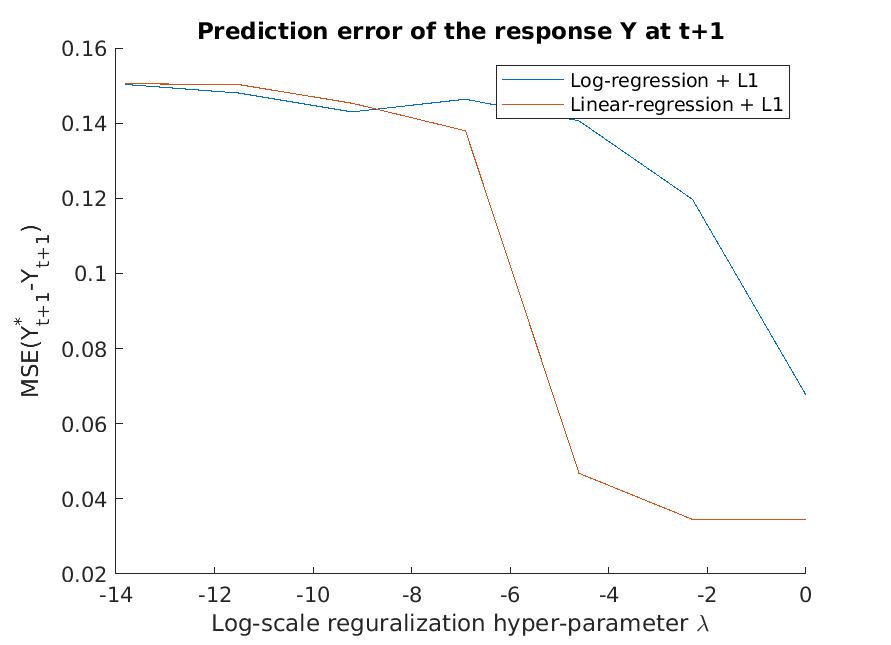 Prediction error of the response Y at t+1
0.16
0.14
0.12
0.1
0.08
0.06
0.04
0.02
MSE(Y*t+1-Yt+1)
Log-regression + L1
Linear-regression + L1
-14 -12 -10 -8 -6 -4 -2 0
Log-scale reguralization hyper-parameter λ